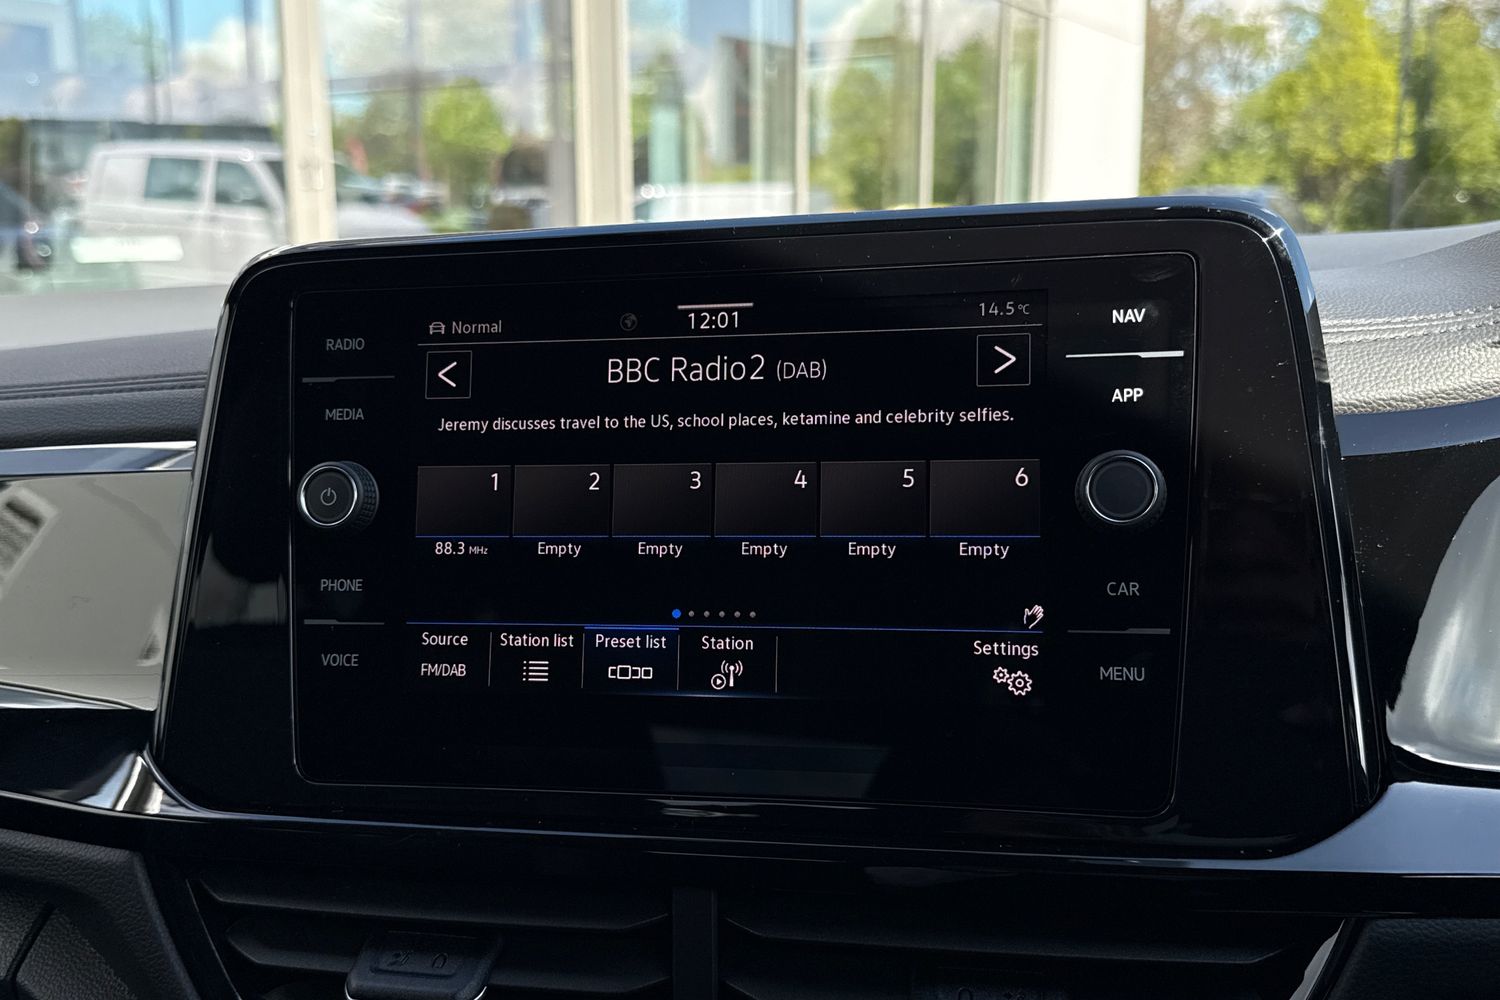 RADIO
MEDIA
PHONE
VOICE
Normal
12:01
14.5°C
< BBC Radio2 (DAB) >
Jeremy discusses travel to the US, school places, ketamine and celebrity selfies.
1 2 3 4 5 6
88.3 MHz Empty Empty Empty Empty Empty
Source Station list Preset list Station Settings
FM/DAB
NAV
APP
CAR
MENU